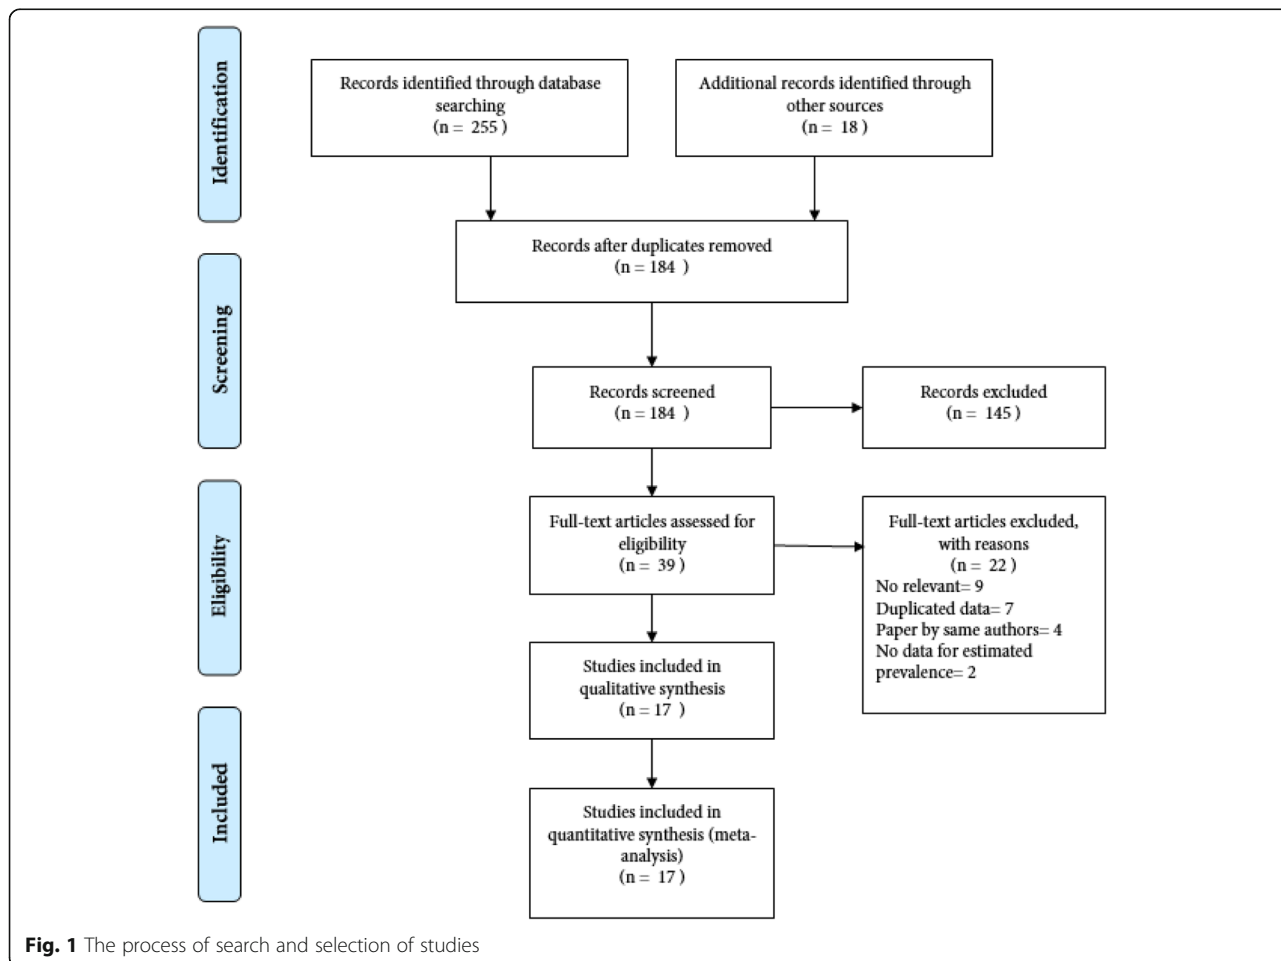 Identification
Records identified through database
searching
(n = 255 )
Additional records identified through
other sources
(n = 18 )
Records after duplicates removed
(n = 184 )
Screening
Records screened
(n = 184 )
Records excluded
(n = 145 )
Eligibility
Full-text articles assessed for
eligibility
(n = 39 )
Full-text articles excluded,
with reasons
(n = 22 )
No relevant= 9
Duplicated data= 7
Paper by same authors= 4
No data for estimated
prevalence= 2
Studies included in
qualitative synthesis
(n = 17 )
Included
Studies included in
quantitative synthesis (meta-
analysis)
(n = 17 )
Fig. 1 The process of search and selection of studies